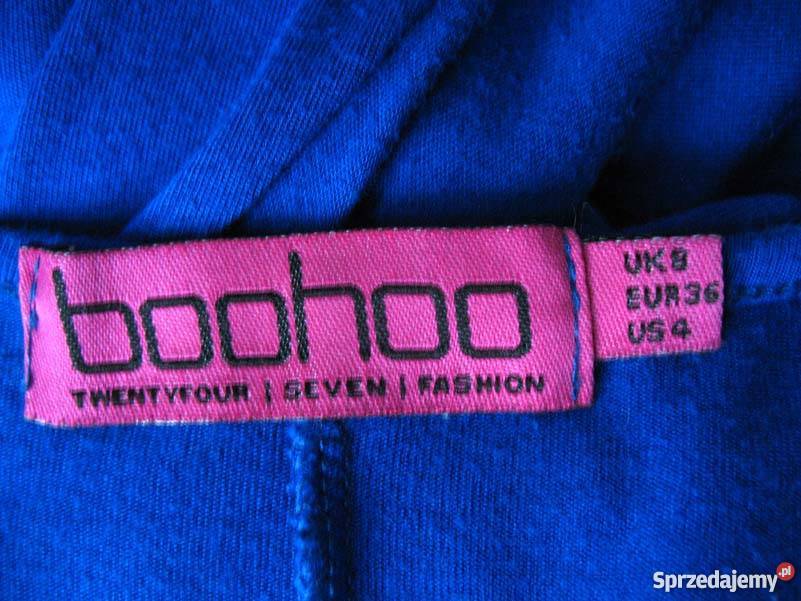 boohoo
TWENTYFOUR | SEVEN | FASHION
UK 8
EUR 36
US 4
Sprzedajemy.pl